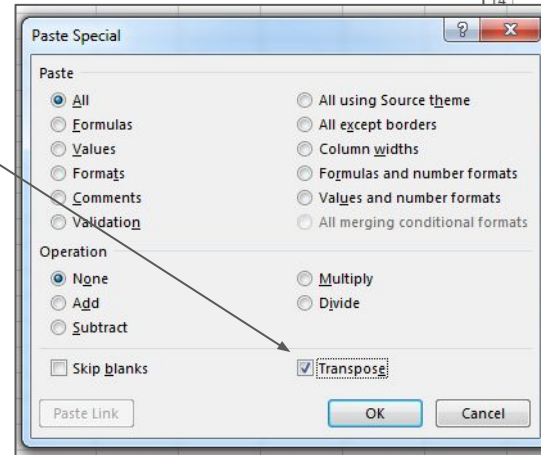 14
Paste Special
Paste
All
All using Source theme
Formulas
All except borders
Values
Column widths
Formats
Formulas and number formats
Comments
Values and number formats
Validation
All merging conditional formats
Operation
None
Multiply
Add
Divide
Subtract
Skip blanks
Transpose
Paste Link
OK
Cancel